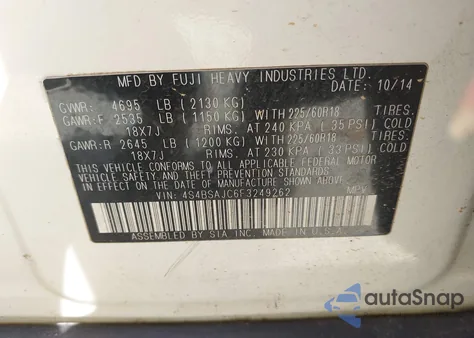 MFD BY FUJI HEAVY INDUSTRIES LTD.
DATE: 10/14
GVWR: 4695 LB ( 2130 KG)
GAWR:F 2535 LB ( 1150 KG) WITH 225/60R18 TIRES.
18X7J RIMS. AT 240 KPA ( 35 PSI) COLD
GAWR:R 2645 LB ( 1200 KG) WITH 225/60R18 TIRES.
18X7J RIMS. AT 230 KPA ( 33 PSI) COLD
THIS VEHICLE CONFORMS TO ALL APPLICABLE FEDERAL MOTOR
VEHICLE SAFETY, BUMPER, AND THEFT PREVENTION STANDARDS
IN EFFECT ON THE DATE OF MANUFACTURE SHOWN ABOVE.
VIN: 4S4BSAJC6F3249262 MPV
ASSEMBLED BY SIA INC. MADE IN U.S.A.
autoSnap